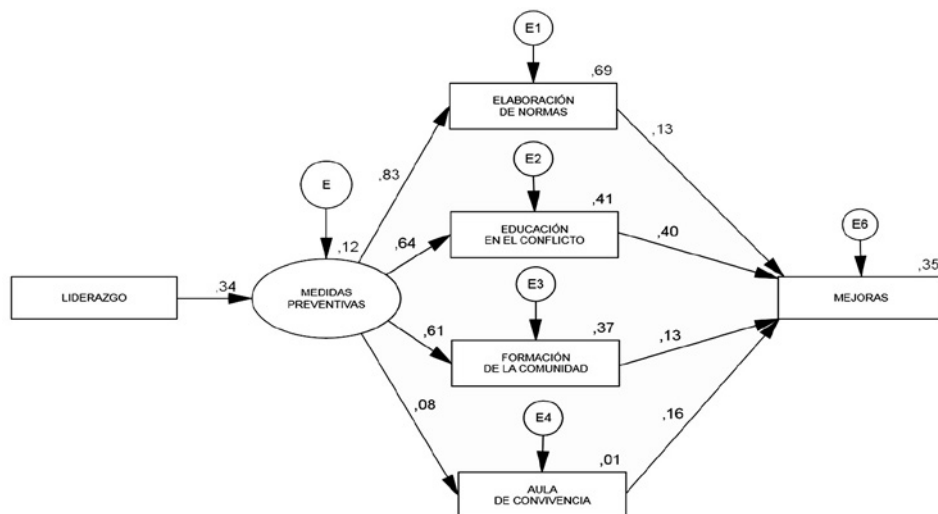 E1
,69
ELABORACIÓN
DE NORMAS
,13
E2
,83
E
,41
,12
,64
EDUCACIÓN
EN EL CONFLICTO
,40
E6
E3
,35
LIDERAZGO
,34
MEDIDAS
PREVENTIVAS
MEJORAS
,61
,37
,13
FORMACIÓN
DE LA COMUNIDAD
,08
E4
,16
,01
AULA
DE CONVIVENCIA